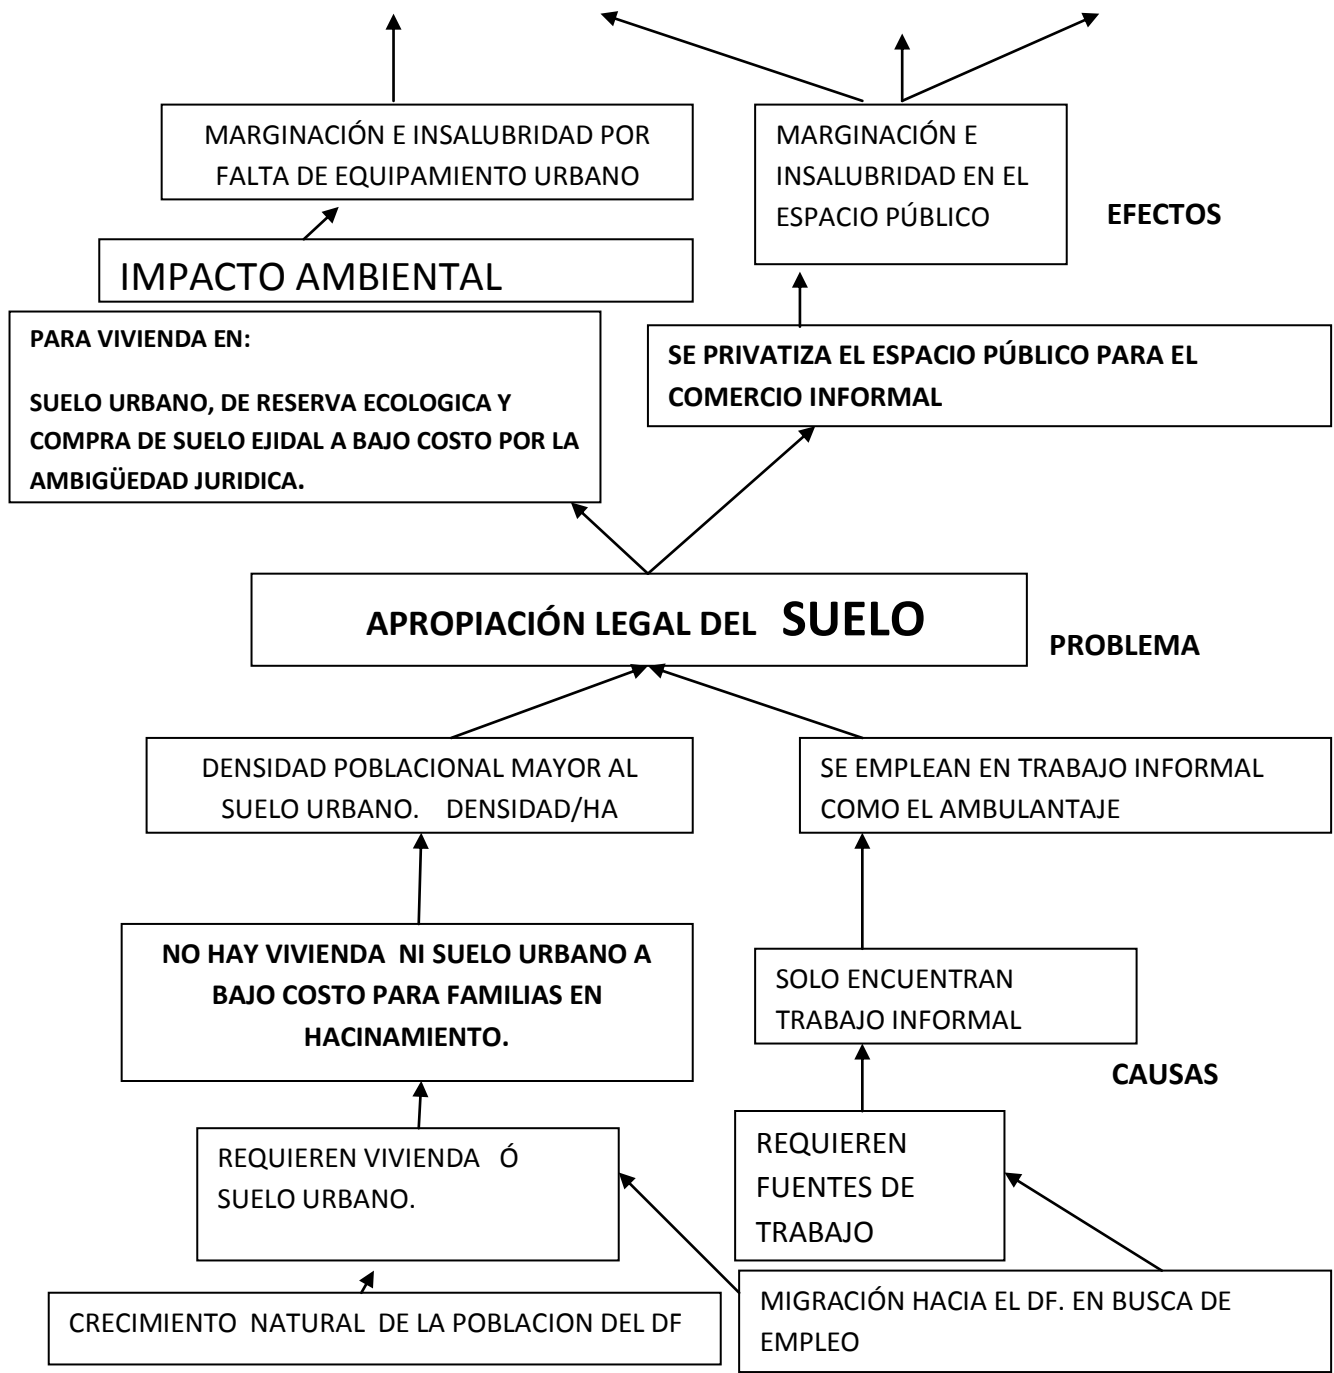 MARGINACIÓN E INSALUBRIDAD POR
FALTA DE EQUIPAMIENTO URBANO
MARGINACIÓN E
INSALUBRIDAD EN EL
ESPACIO PÚBLICO
EFECTOS
IMPACTO AMBIENTAL
PARA VIVIENDA EN:
SUELO URBANO, DE RESERVA ECOLOGICA Y
COMPRA DE SUELO EJIDAL A BAJO COSTO POR LA
AMBIGÜEDAD JURIDICA.
SE PRIVATIZA EL ESPACIO PÚBLICO PARA EL
COMERCIO INFORMAL
APROPIACIÓN LEGAL DEL SUELO
PROBLEMA
DENSIDAD POBLACIONAL MAYOR AL
SUELO URBANO. DENSIDAD/HA
SE EMPLEAN EN TRABAJO INFORMAL
COMO EL AMBULANTAJE
NO HAY VIVIENDA NI SUELO URBANO A
BAJO COSTO PARA FAMILIAS EN
HACINAMIENTO.
SOLO ENCUENTRAN
TRABAJO INFORMAL
CAUSAS
REQUIEREN VIVIENDA Ó
SUELO URBANO.
REQUIEREN
FUENTES DE
TRABAJO
CRECIMIENTO NATURAL DE LA POBLACION DEL DF
MIGRACIÓN HACIA EL DF. EN BUSCA DE
EMPLEO